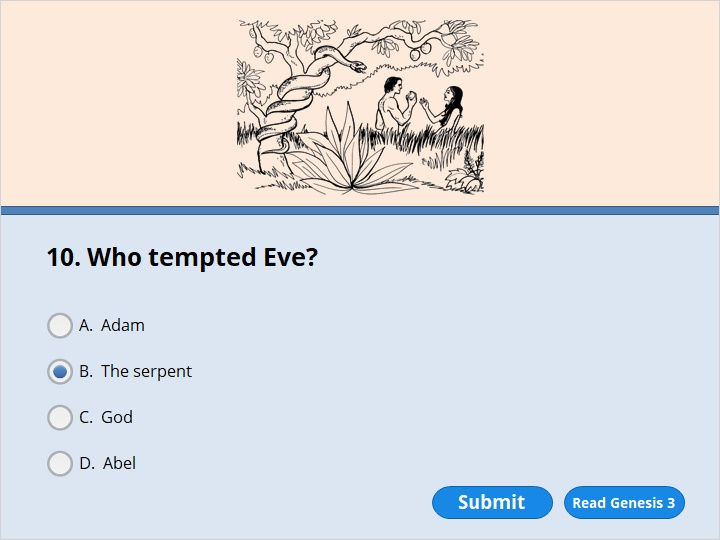 10. Who tempted Eve?
A. Adam
B. The serpent
C. God
D. Abel
Submit
Read Genesis 3